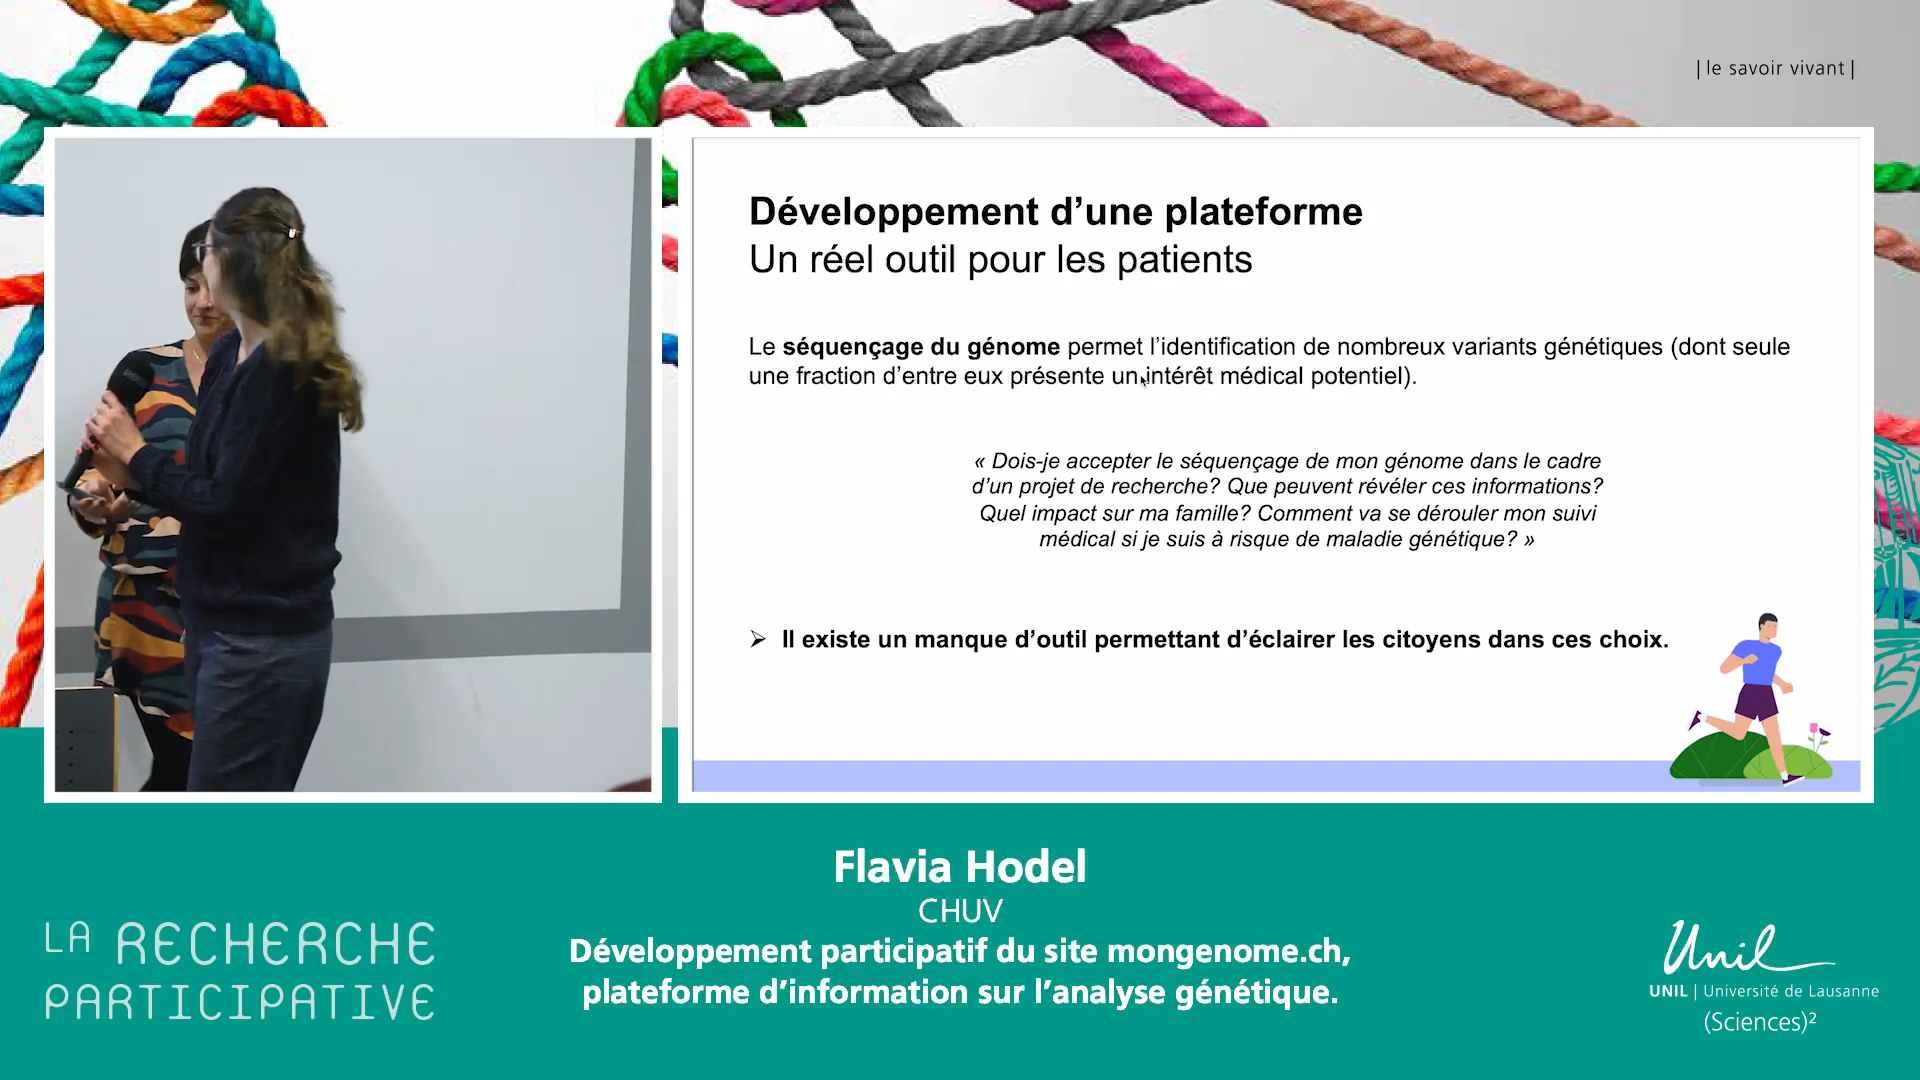 | le savoir vivant |
Développement d’une plateforme
Un réel outil pour les patients
Le séquençage du génome permet l’identification de nombreux variants génétiques (dont seule
une fraction d’entre eux présente un intérêt médical potentiel).
« Dois-je accepter le séquençage de mon génome dans le cadre
d’un projet de recherche? Que peuvent révéler ces informations?
Quel impact sur ma famille? Comment va se dérouler mon suivi
médical si je suis à risque de maladie génétique? »
➢ Il existe un manque d’outil permettant d’éclairer les citoyens dans ces choix.
Flavia Hodel
CHUV
Développement participatif du site mongenome.ch,
plateforme d’information sur l’analyse génétique.
LA RECHERCHE
PARTICIPATIVE
Unil
UNIL | Université de Lausanne
(Sciences)²